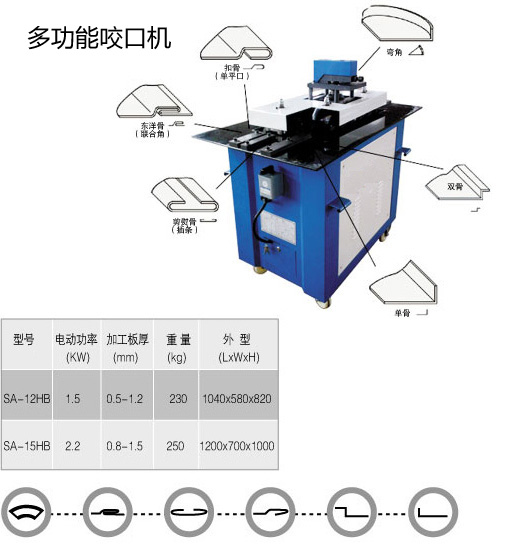 多功能咬口机
弯角
扣骨
(单平口)
东洋骨
(联合角)
双骨
剪熨骨
(插条)
单骨
型号 电动功率 加工板厚 重量 外型
(KW) (mm) (kg) (LxWxH)
SA-12HB 1.5 0.5-1.2 230 1040x580x820
SA-15HB 2.2 0.8-1.5 250 1200x700x1000